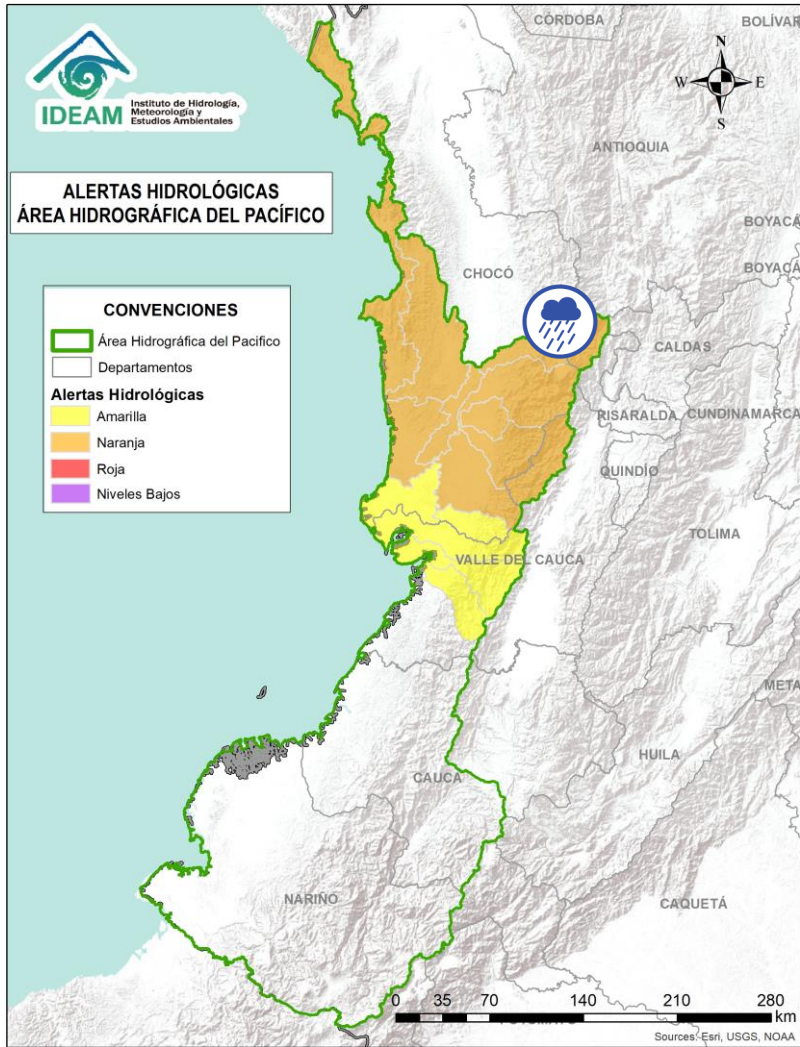 IDEAM
Instituto de Hidrología,
Meteorología y
Estudios Ambientales
ALERTAS HIDROLÓGICAS
ÁREA HIDROGRÁFICA DEL PACÍFICO
CONVENCIONES
Área Hidrográfica del Pacifico
Departamentos
Alertas Hidrológicas
Amarilla
Naranja
Roja
Niveles Bajos
N
W E
S
CÓRDOBA
BOLÍVAR
ANTIOQUIA
BOYACÁ
CHOCÓ
BOYACÁ
CALDAS
RISARALDA
CUNDINAMARCA
QUINDÍO
TOLIMA
VALLE DEL CAUCA
META
HUILA
CAUCA
NARIÑO
CAQUETÁ
0 35 70 140 210 280
km
Sources: Esri, USGS, NOAA